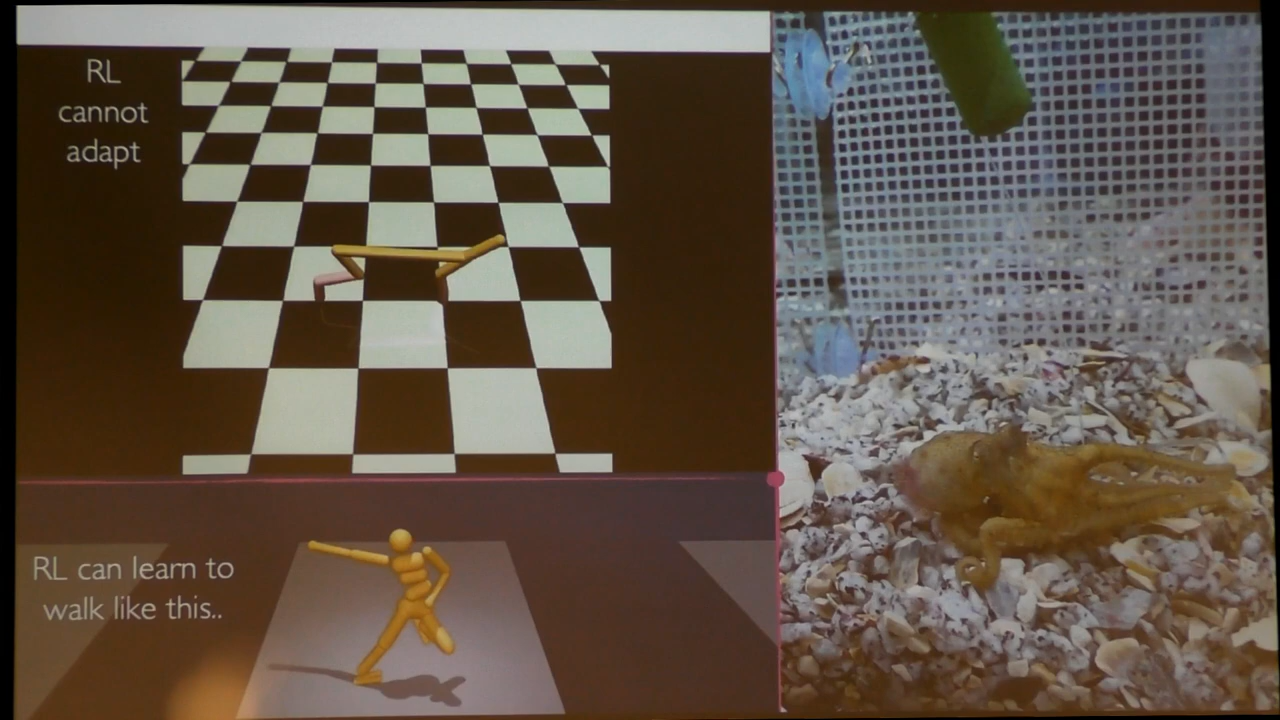 RL
cannot
adapt
RL can learn to
walk like this..